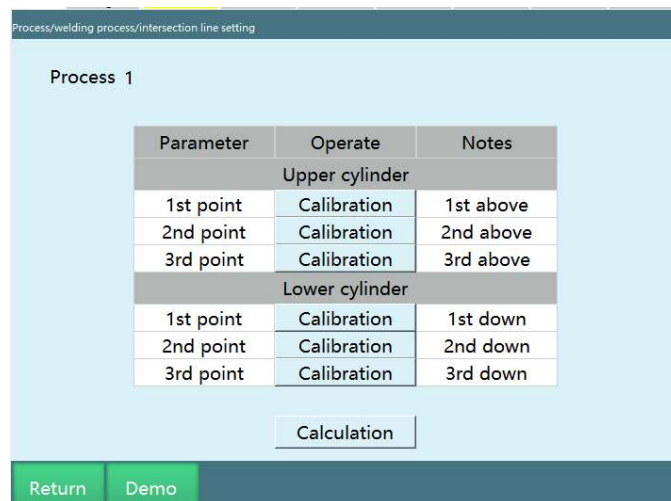 Process/welding process/intersection line setting
Process 1
Parameter Operate Notes
Upper cylinder
1st point Calibration 1st above
2nd point Calibration 2nd above
3rd point Calibration 3rd above
Lower cylinder
1st point Calibration 1st down
2nd point Calibration 2nd down
3rd point Calibration 3rd down
Calculation
Return Demo